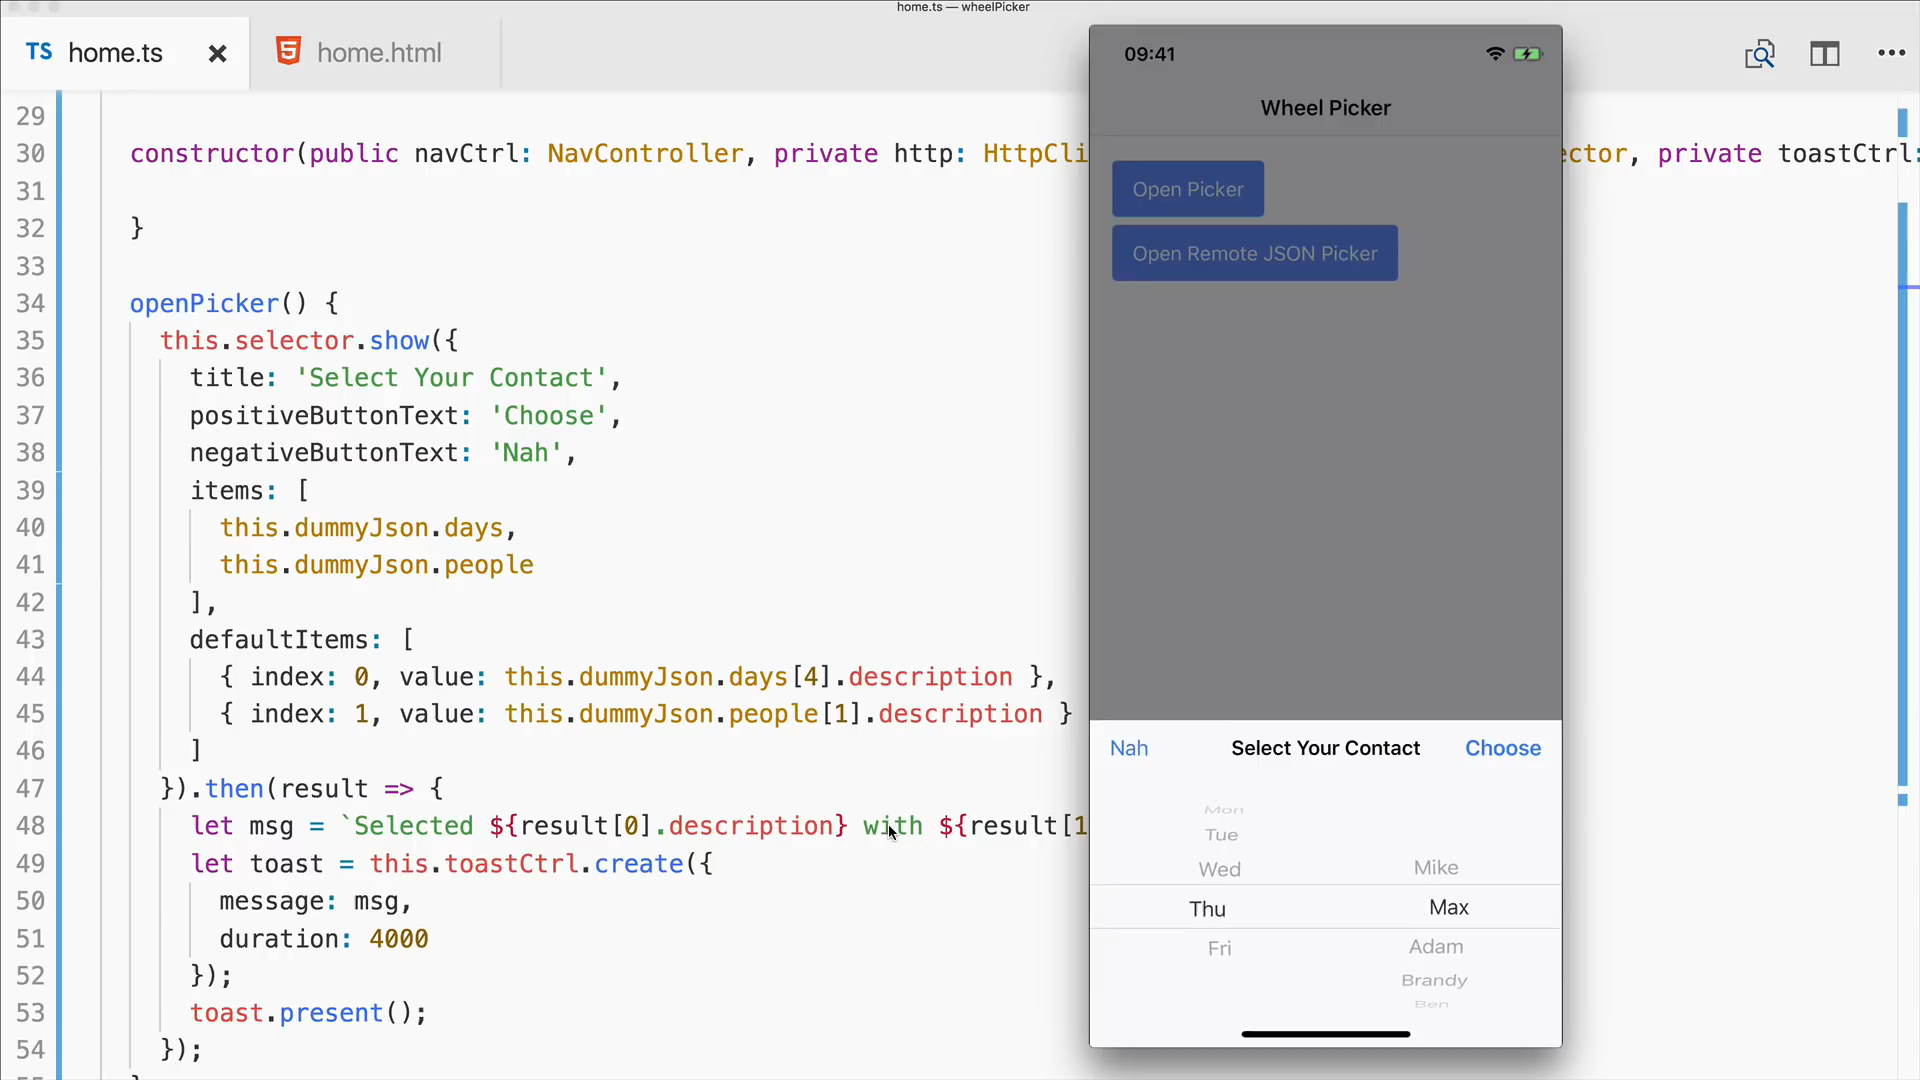 home.ts — wheelPicker
TS home.ts
home.html
29
30 constructor(public navCtrl: NavController, private http: HttpCli
ector, private toastCtrl:
31
32 }
33
34 openPicker() {
35 this.selector.show({
36 title: 'Select Your Contact',
37 positiveButtonText: 'Choose',
38 negativeButtonText: 'Nah',
39 items: [
40 this.dummyJson.days,
41 this.dummyJson.people
42 ],
43 defaultItems: [
44 { index: 0, value: this.dummyJson.days[4].description },
45 { index: 1, value: this.dummyJson.people[1].description }
46 ]
47 }).then(result => {
48 let msg = `Selected ${result[0].description} with ${result[1
49 let toast = this.toastCtrl.create({
50 message: msg,
51 duration: 4000
52 });
53 toast.present();
54 });
09:41
Wheel Picker
Open Picker
Open Remote JSON Picker
Nah Select Your Contact Choose
Mon
Tue
Wed Mike
Thu Max
Fri Adam
Brandy
Ben